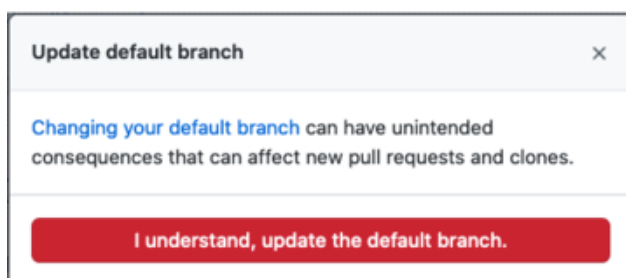 Update default branch ×
Changing your default branch can have unintended
consequences that can affect new pull requests and clones.
I understand, update the default branch.